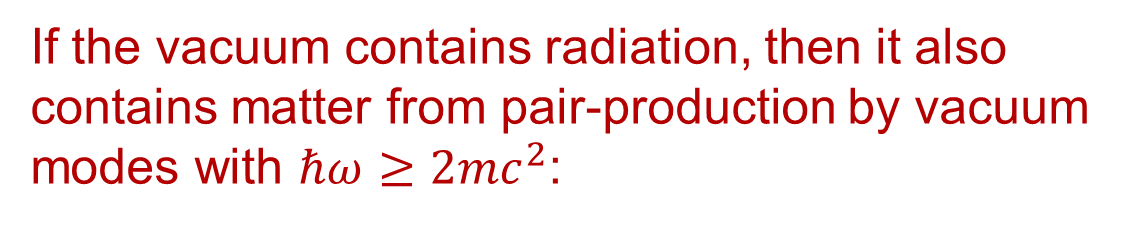 If the vacuum contains radiation, then it also
contains matter from pair-production by vacuum
modes with ℏω ≥ 2mc²: